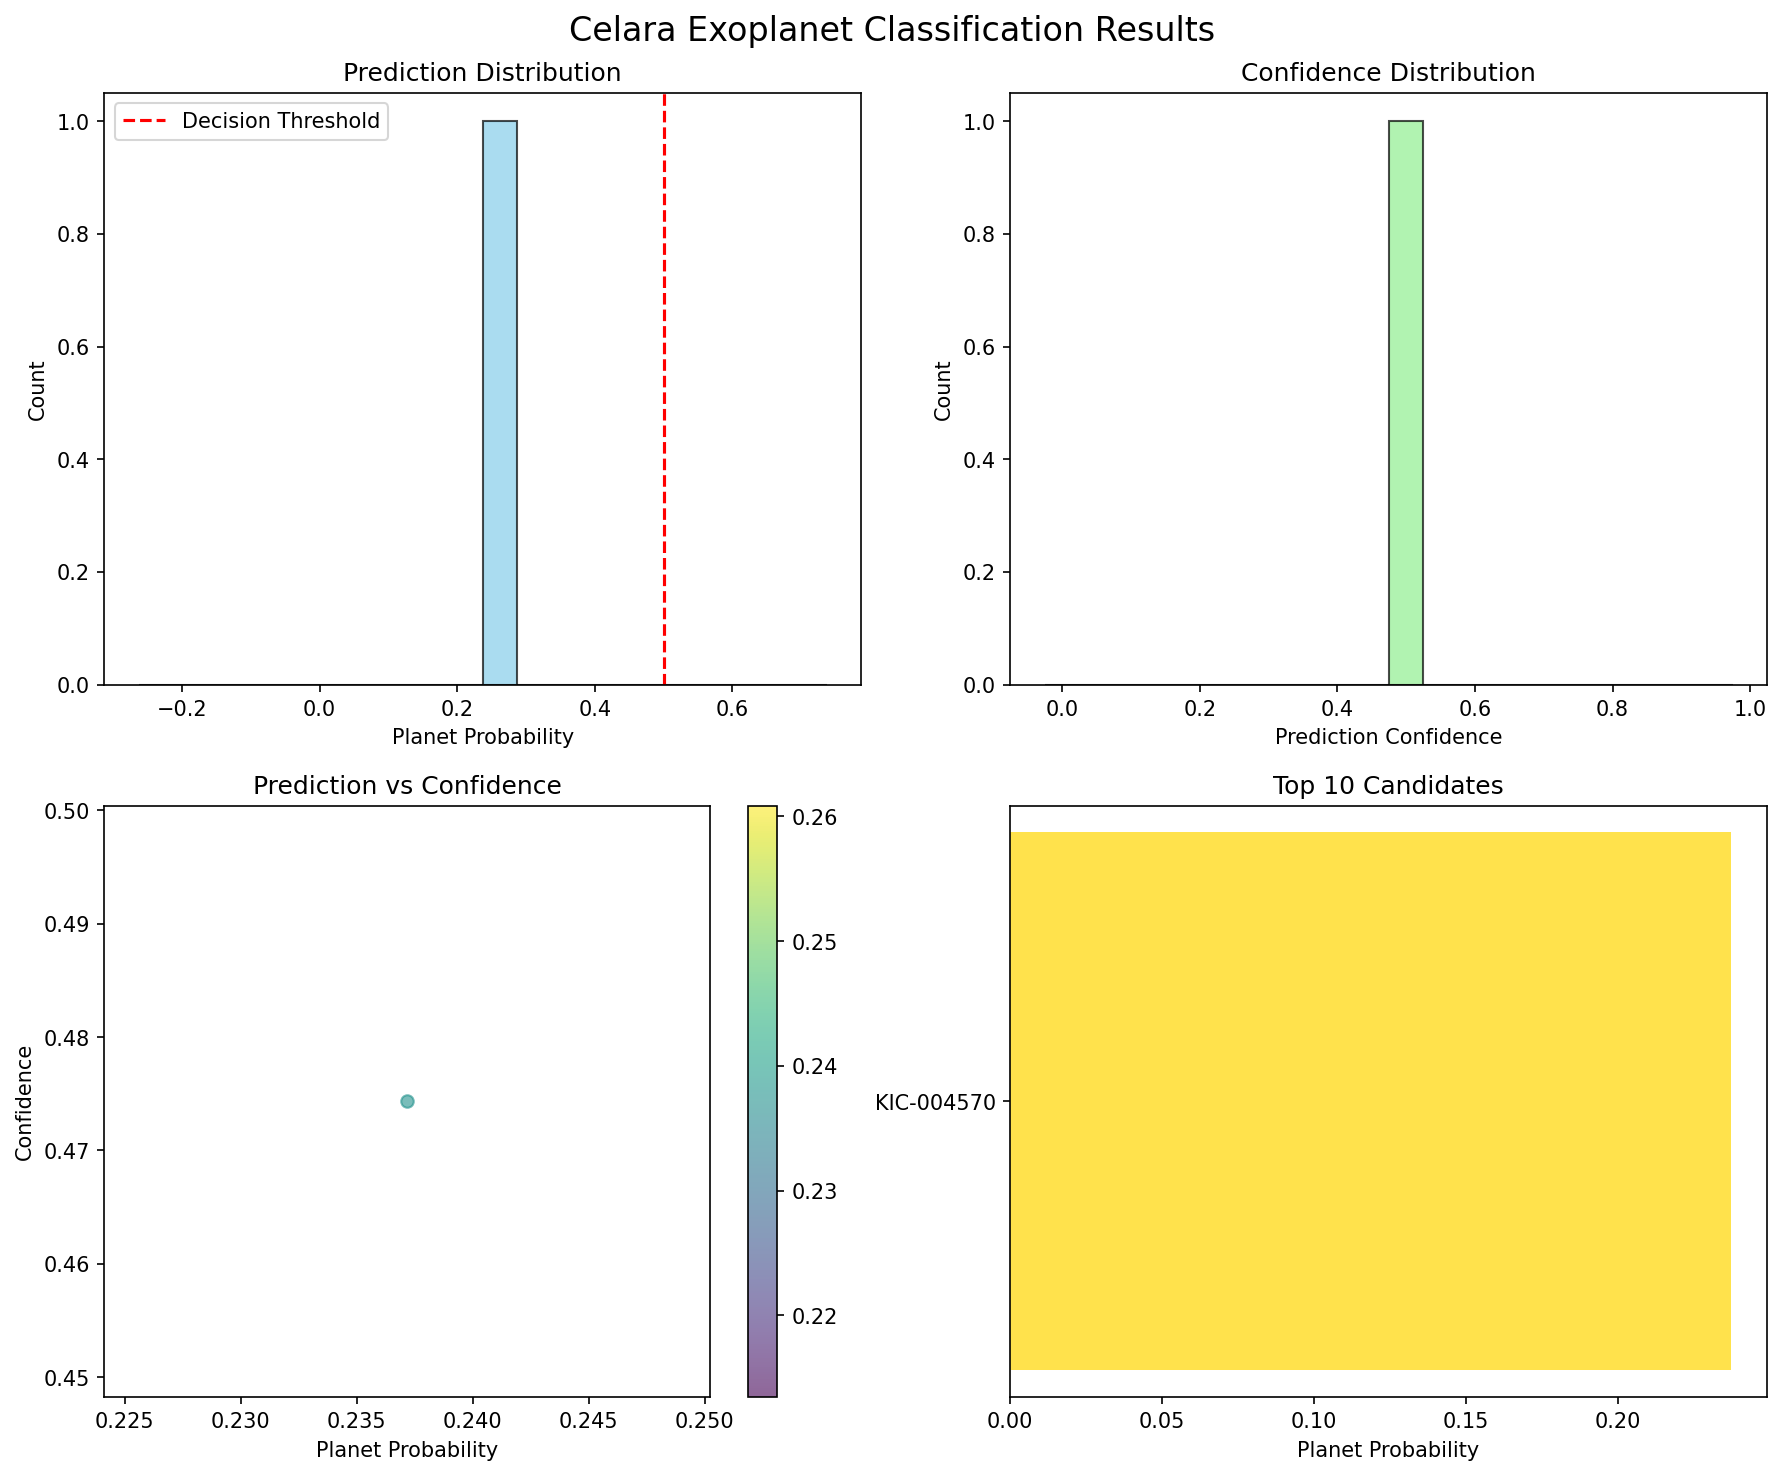 Celara Exoplanet Classification Results
Prediction Distribution
Decision Threshold
1.0
0.8
0.6
0.4
0.2
0.0
Count
−0.2 0.0 0.2 0.4 0.6
Planet Probability
Confidence Distribution
1.0
0.8
0.6
0.4
0.2
0.0
Count
0.0 0.2 0.4 0.6 0.8 1.0
Prediction Confidence
Prediction vs Confidence
0.50
0.49
0.48
0.47
0.46
0.45
Confidence
0.225 0.230 0.235 0.240 0.245 0.250
Planet Probability
0.26
0.25
0.24
0.23
0.22
Top 10 Candidates
KIC-004570
0.00 0.05 0.10 0.15 0.20
Planet Probability